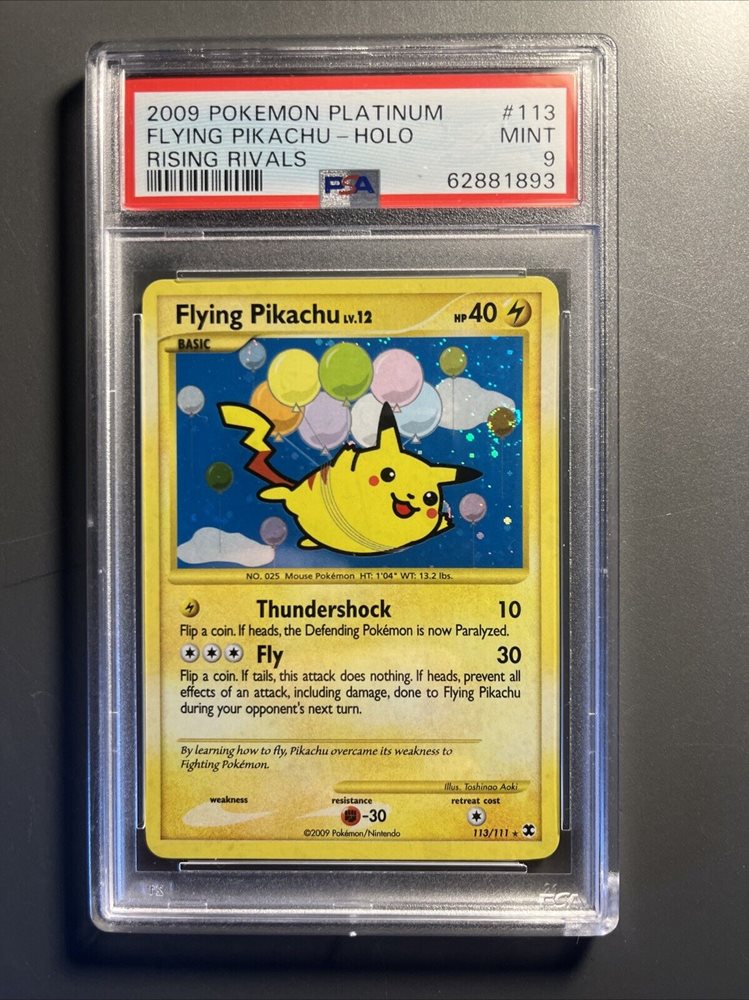 2009 POKEMON PLATINUM #113
FLYING PIKACHU – HOLO MINT
RISING RIVALS 9
PSA 62881893
Flying Pikachu LV.12 HP 40
BASIC
NO. 025 Mouse Pokémon HT: 1'04" WT: 13.2 lbs.
Thundershock 10
Flip a coin. If heads, the Defending Pokémon is now Paralyzed.
Fly 30
Flip a coin. If tails, this attack does nothing. If heads, prevent all
effects of an attack, including damage, done to Flying Pikachu
during your opponent's next turn.
By learning how to fly, Pikachu overcame its weakness to
Fighting Pokémon.
Illus. Toshinao Aoki
weakness resistance retreat cost
-30
©2009 Pokémon/Nintendo 113/111 ★
PSA